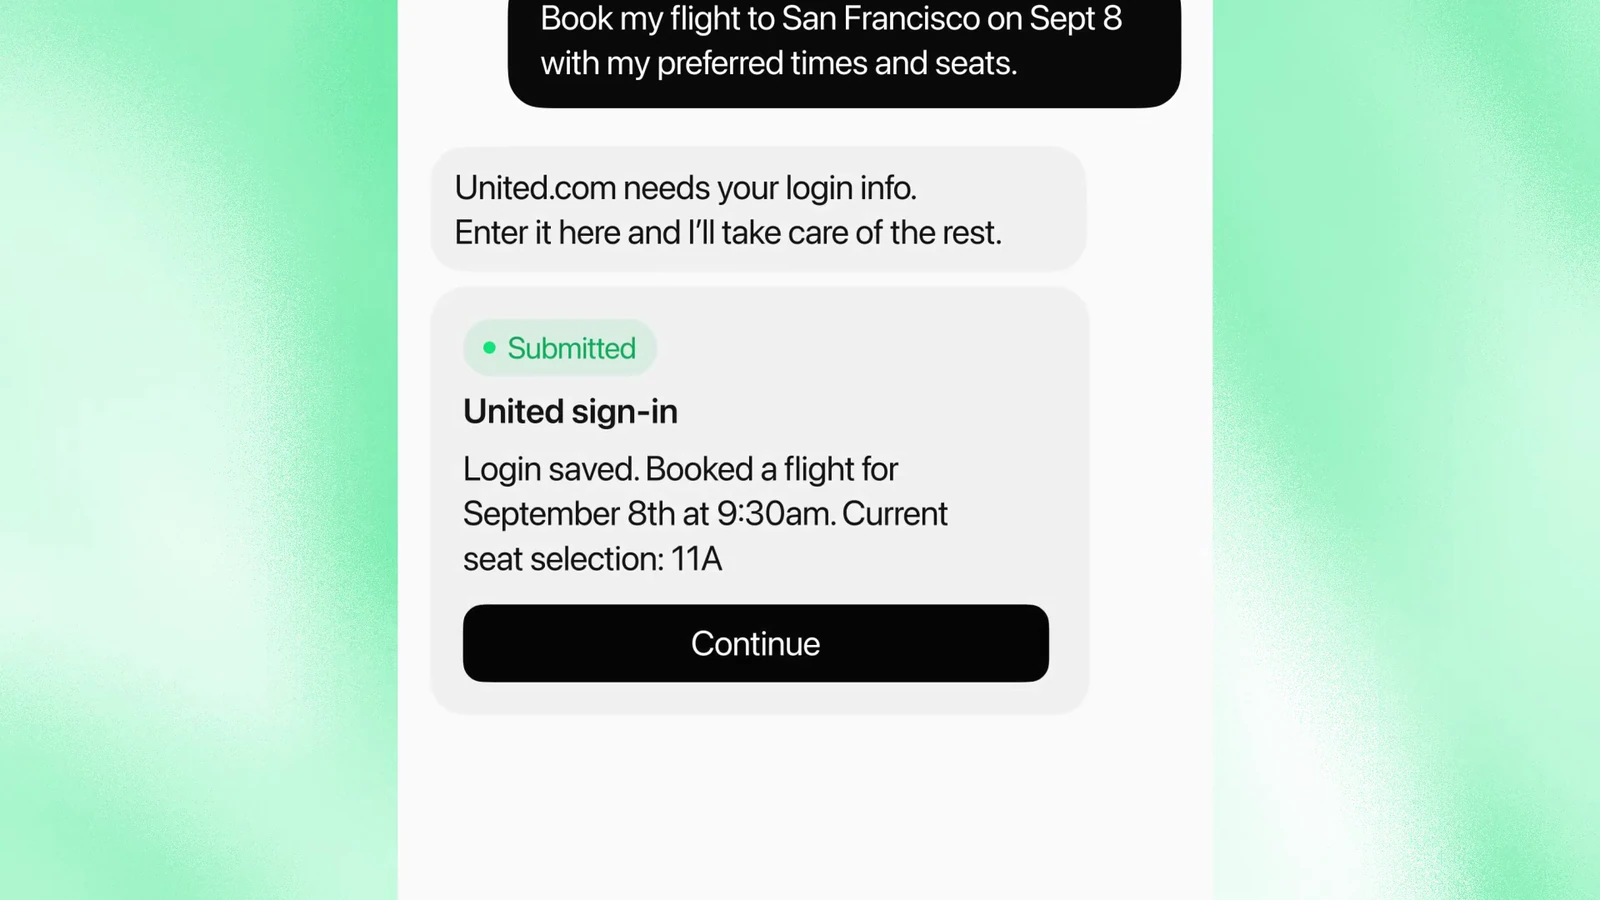 Book my flight to San Francisco on Sept 8
with my preferred times and seats.
United.com needs your login info.
Enter it here and I’ll take care of the rest.
Submitted
United sign-in
Login saved. Booked a flight for
September 8th at 9:30am. Current
seat selection: 11A
Continue